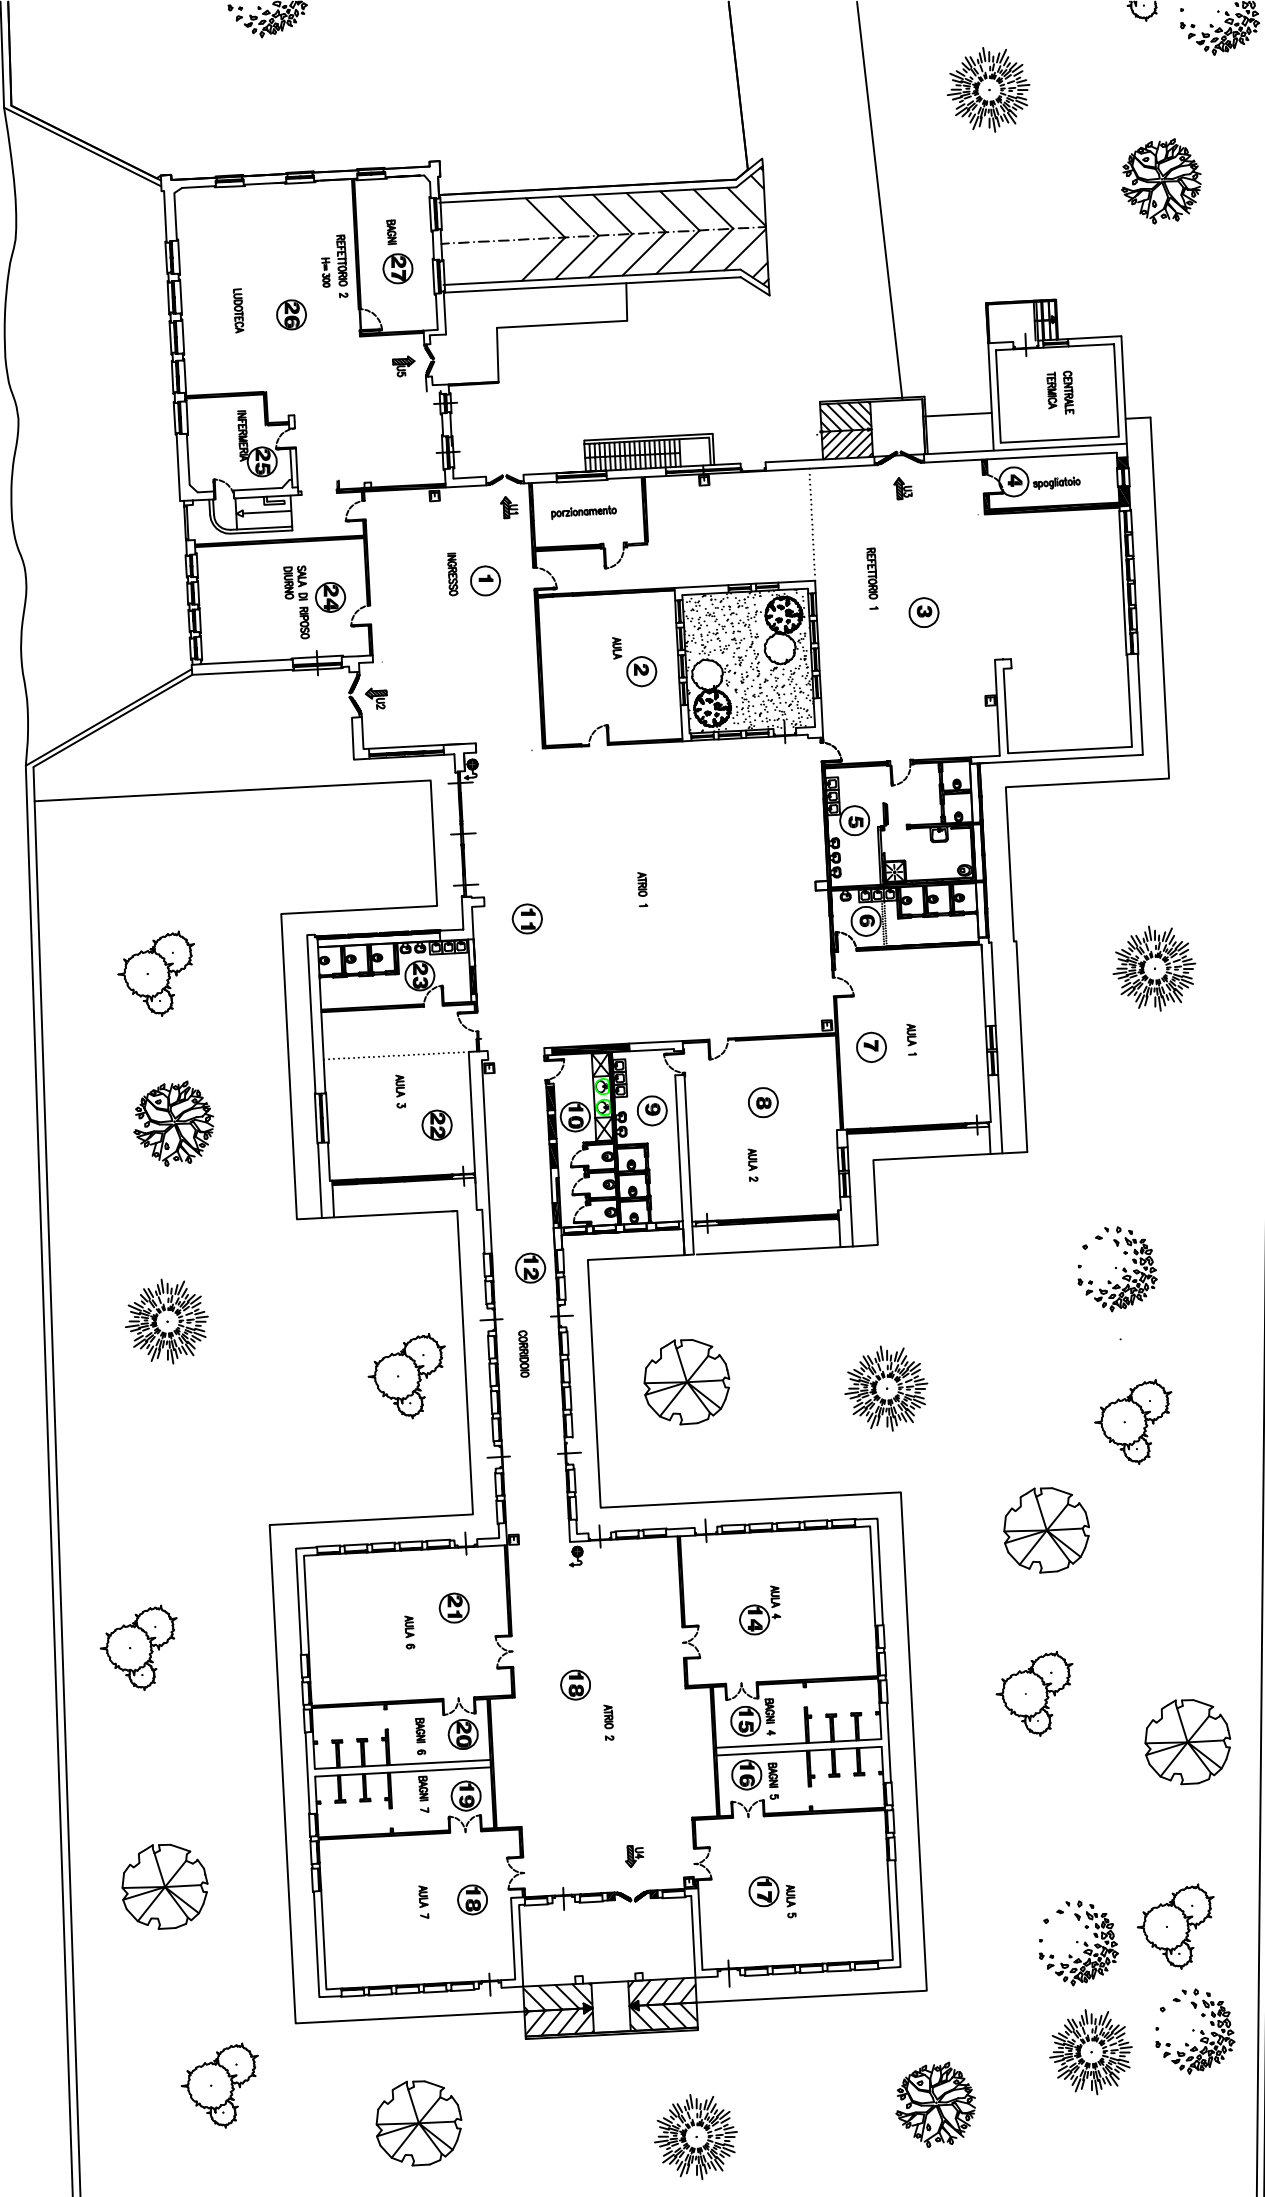 BAGNI
27
REFETTORIO 2
H= 300
26
LUDOTECA
U5
INFERMERIA
25
CENTRALE
TERMICA
4
spogliatoio
U3
U1
porzionamento
INGRESSO
1
REFETTORIO 1
3
SALA DI RIPOSO
DIURNO
24
AULA
2
U2
5
ATRIO 1
11
6
23
AULA 1
7
AULA 3
22
10
9
8
AULA 2
12
CORRIDOIO
21
AULA 6
AULA 4
14
18
ATRIO 2
BAGNI 4
15
BAGNI 6
20
BAGNI 5
16
BAGNI 7
19
U4
AULA 7
18
17
AULA 5